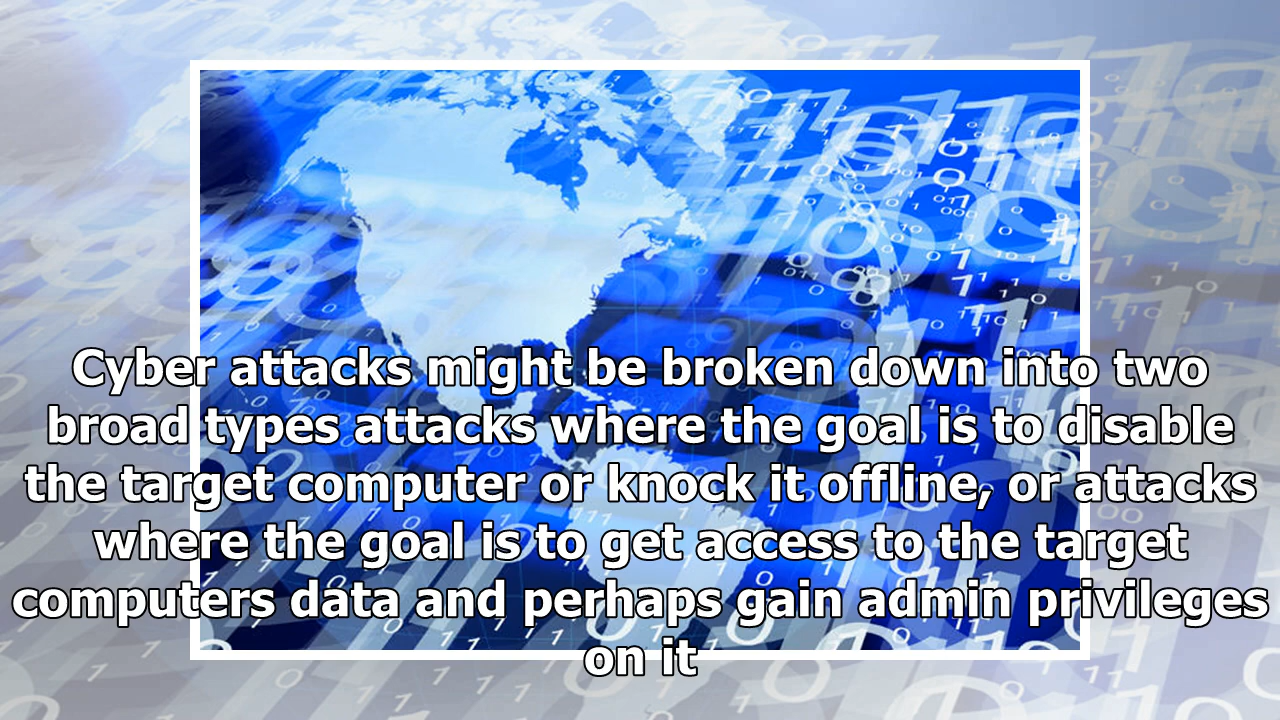 Cyber attacks might be broken down into two
broad types attacks where the goal is to disable
the target computer or knock it offline, or attacks
where the goal is to get access to the target
computers data and perhaps gain admin privileges
on it